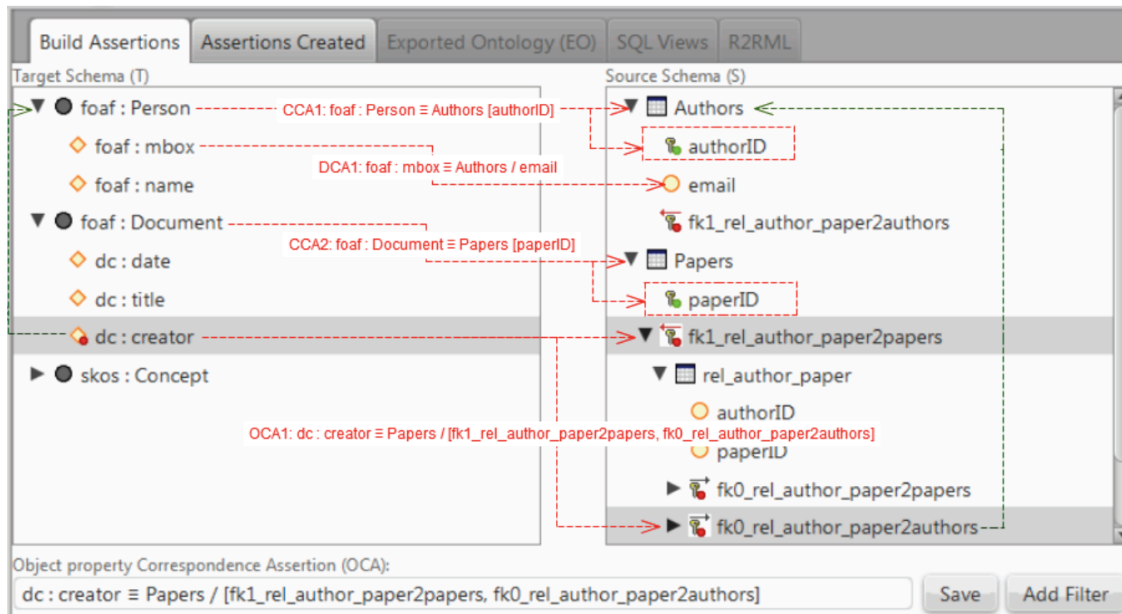 Build Assertions Assertions Created Exported Ontology (EO) SQL Views R2RML
Target Schema (T) Source Schema (S)
foaf : Person CCA1: foaf : Person ≡ Authors [authorID] Authors
foaf : mbox authorID
DCA1: foaf : mbox ≡ Authors / email
foaf : name email
foaf : Document fk1_rel_author_paper2authors
CCA2: foaf : Document ≡ Papers [paperID]
dc : date Papers
dc : title paperID
dc : creator fk1_rel_author_paper2papers
skos : Concept rel_author_paper
authorID
OCA1: dc : creator ≡ Papers / [fk1_rel_author_paper2papers, fk0_rel_author_paper2authors]
paperID
fk0_rel_author_paper2papers
fk0_rel_author_paper2authors
Object property Correspondence Assertion (OCA):
dc : creator ≡ Papers / [fk1_rel_author_paper2papers, fk0_rel_author_paper2authors] Save Add Filter